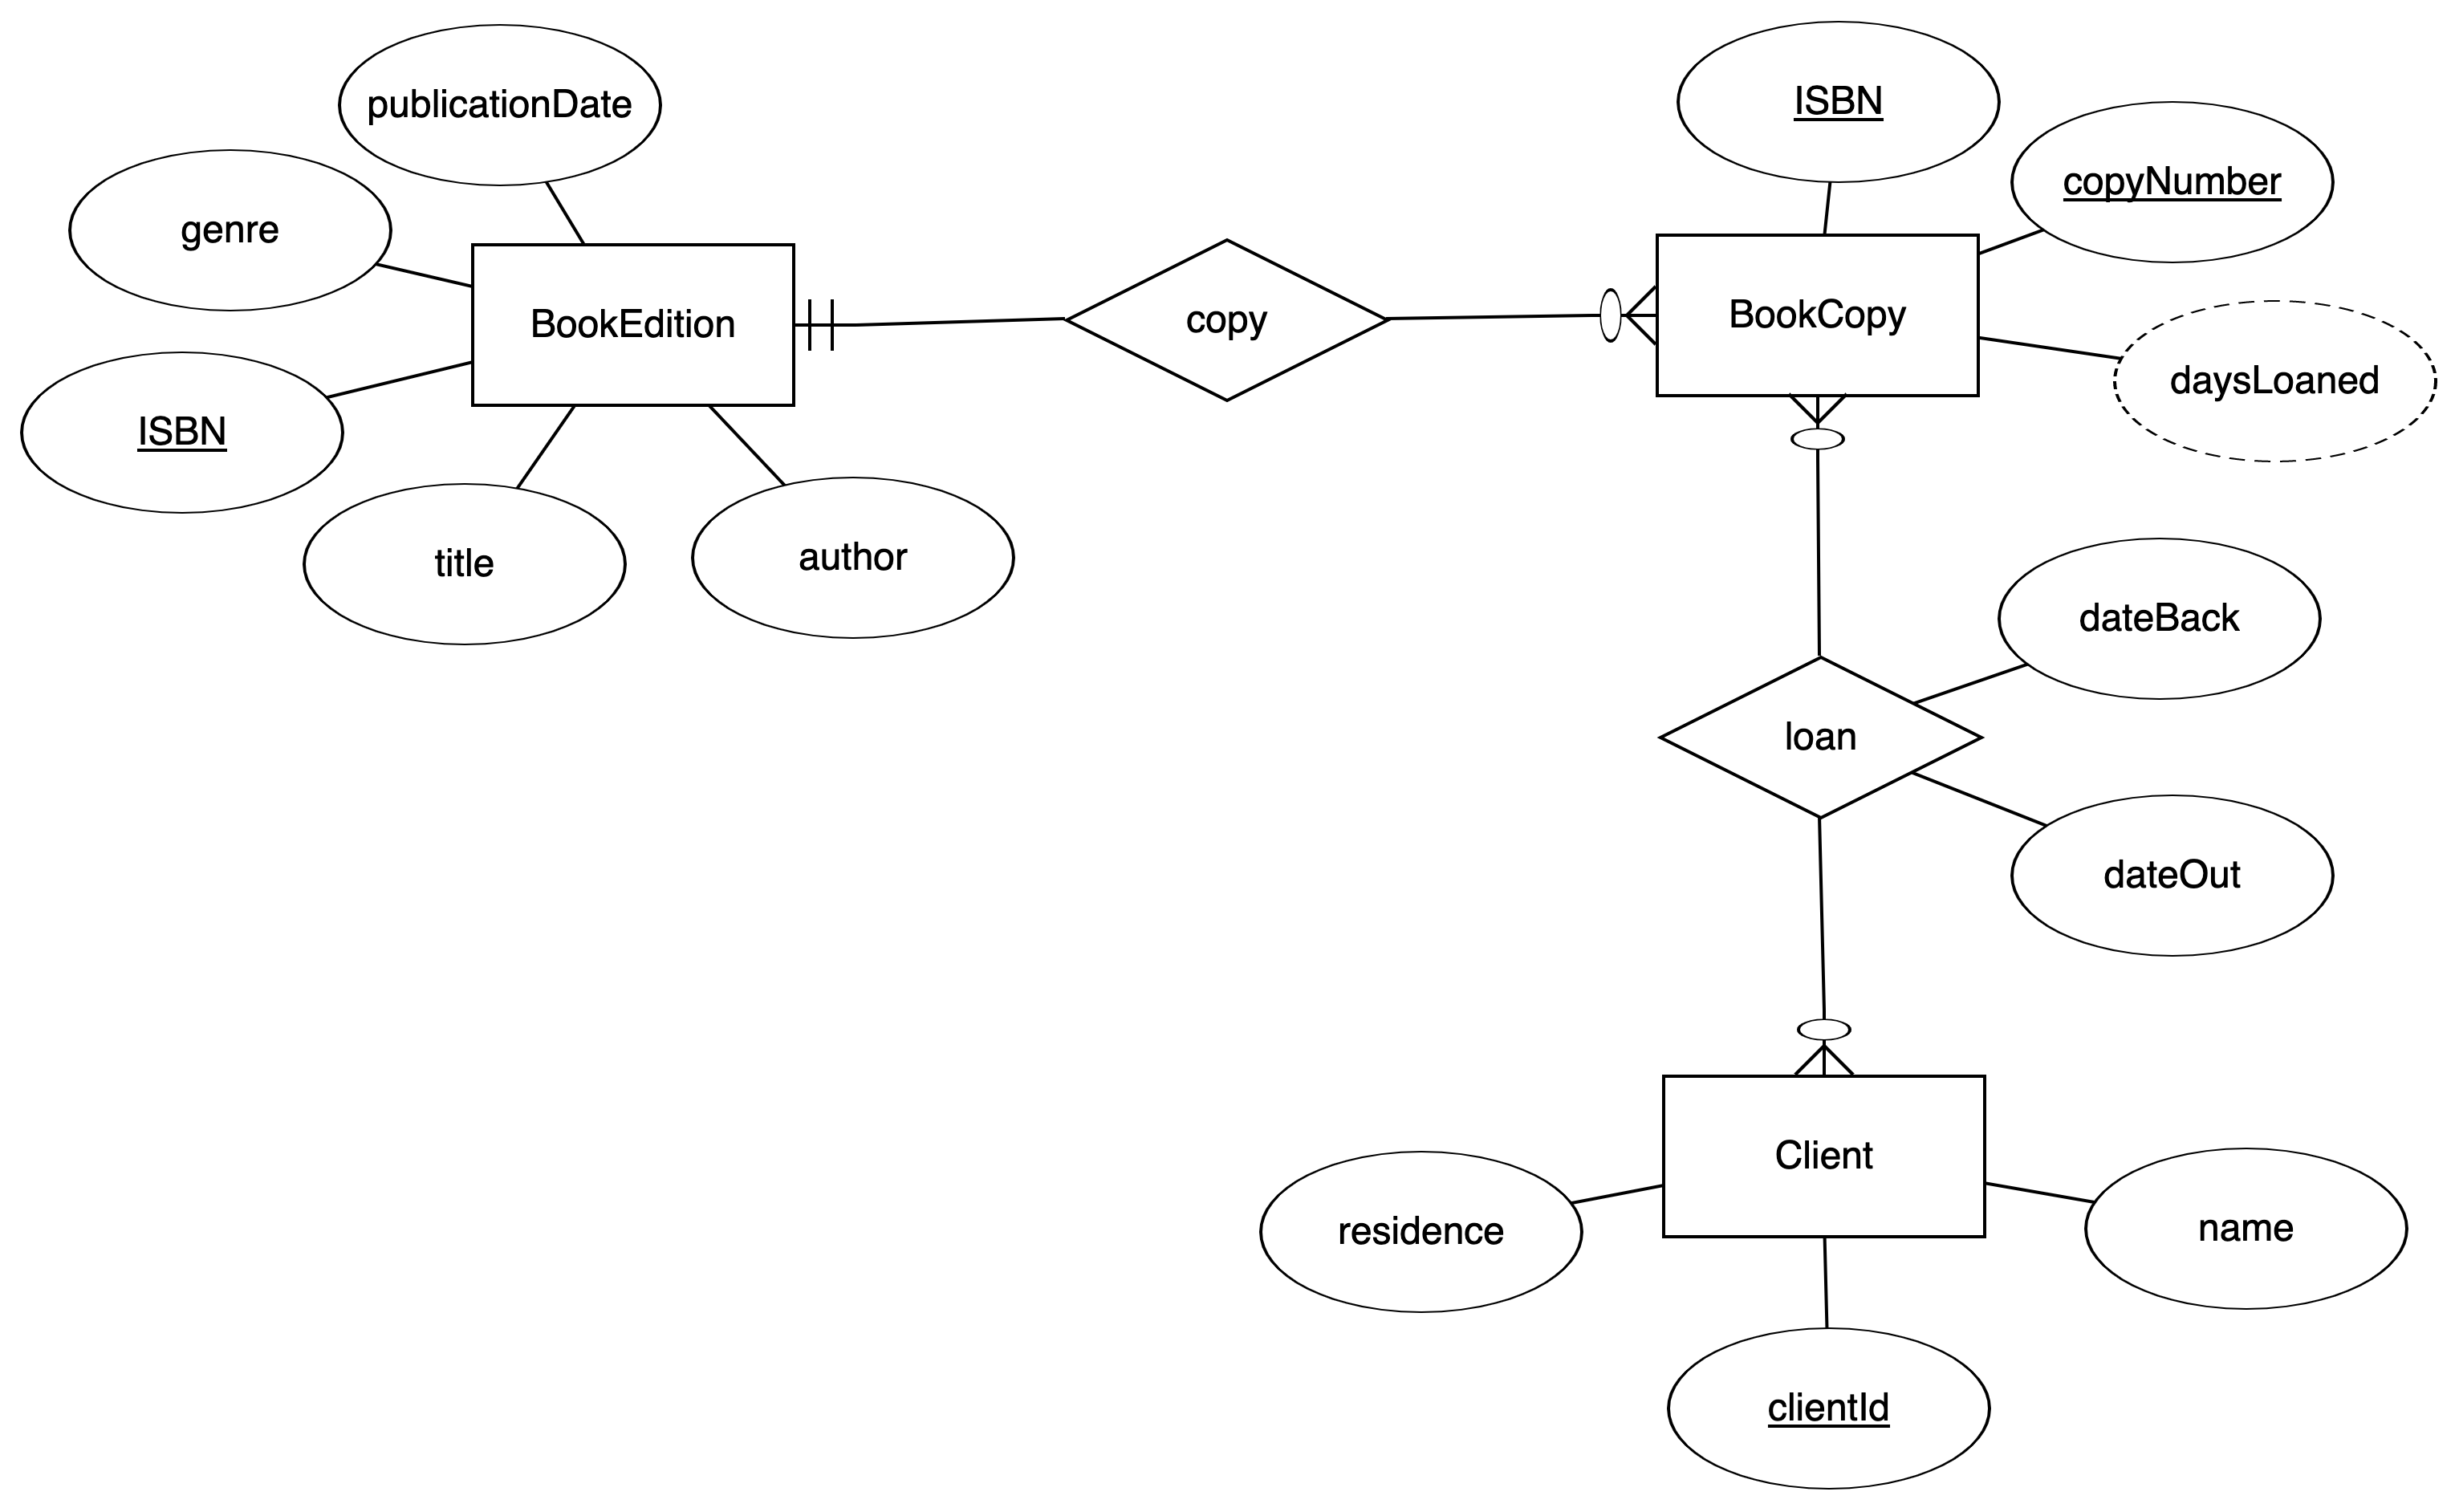 publicationDate
genre
BookEdition
ISBN
title
author
copy
ISBN
copyNumber
BookCopy
daysLoaned
dateBack
loan
dateOut
Client
residence
name
clientId